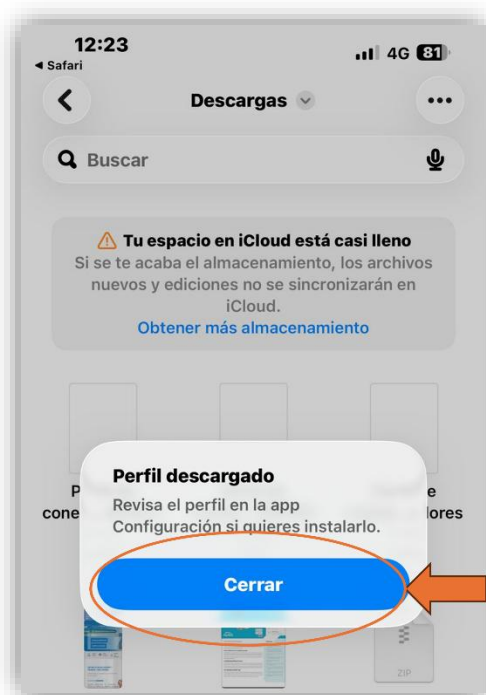 12:23
4G 81
Safari
Descargas
Buscar
Tu espacio en iCloud está casi lleno
Si se te acaba el almacenamiento, los archivos
nuevos y ediciones no se sincronizarán en
iCloud.
Obtener más almacenamiento
Perfil descargado
Revisa el perfil en la app
Configuración si quieres instalarlo.
Cerrar
ZIP